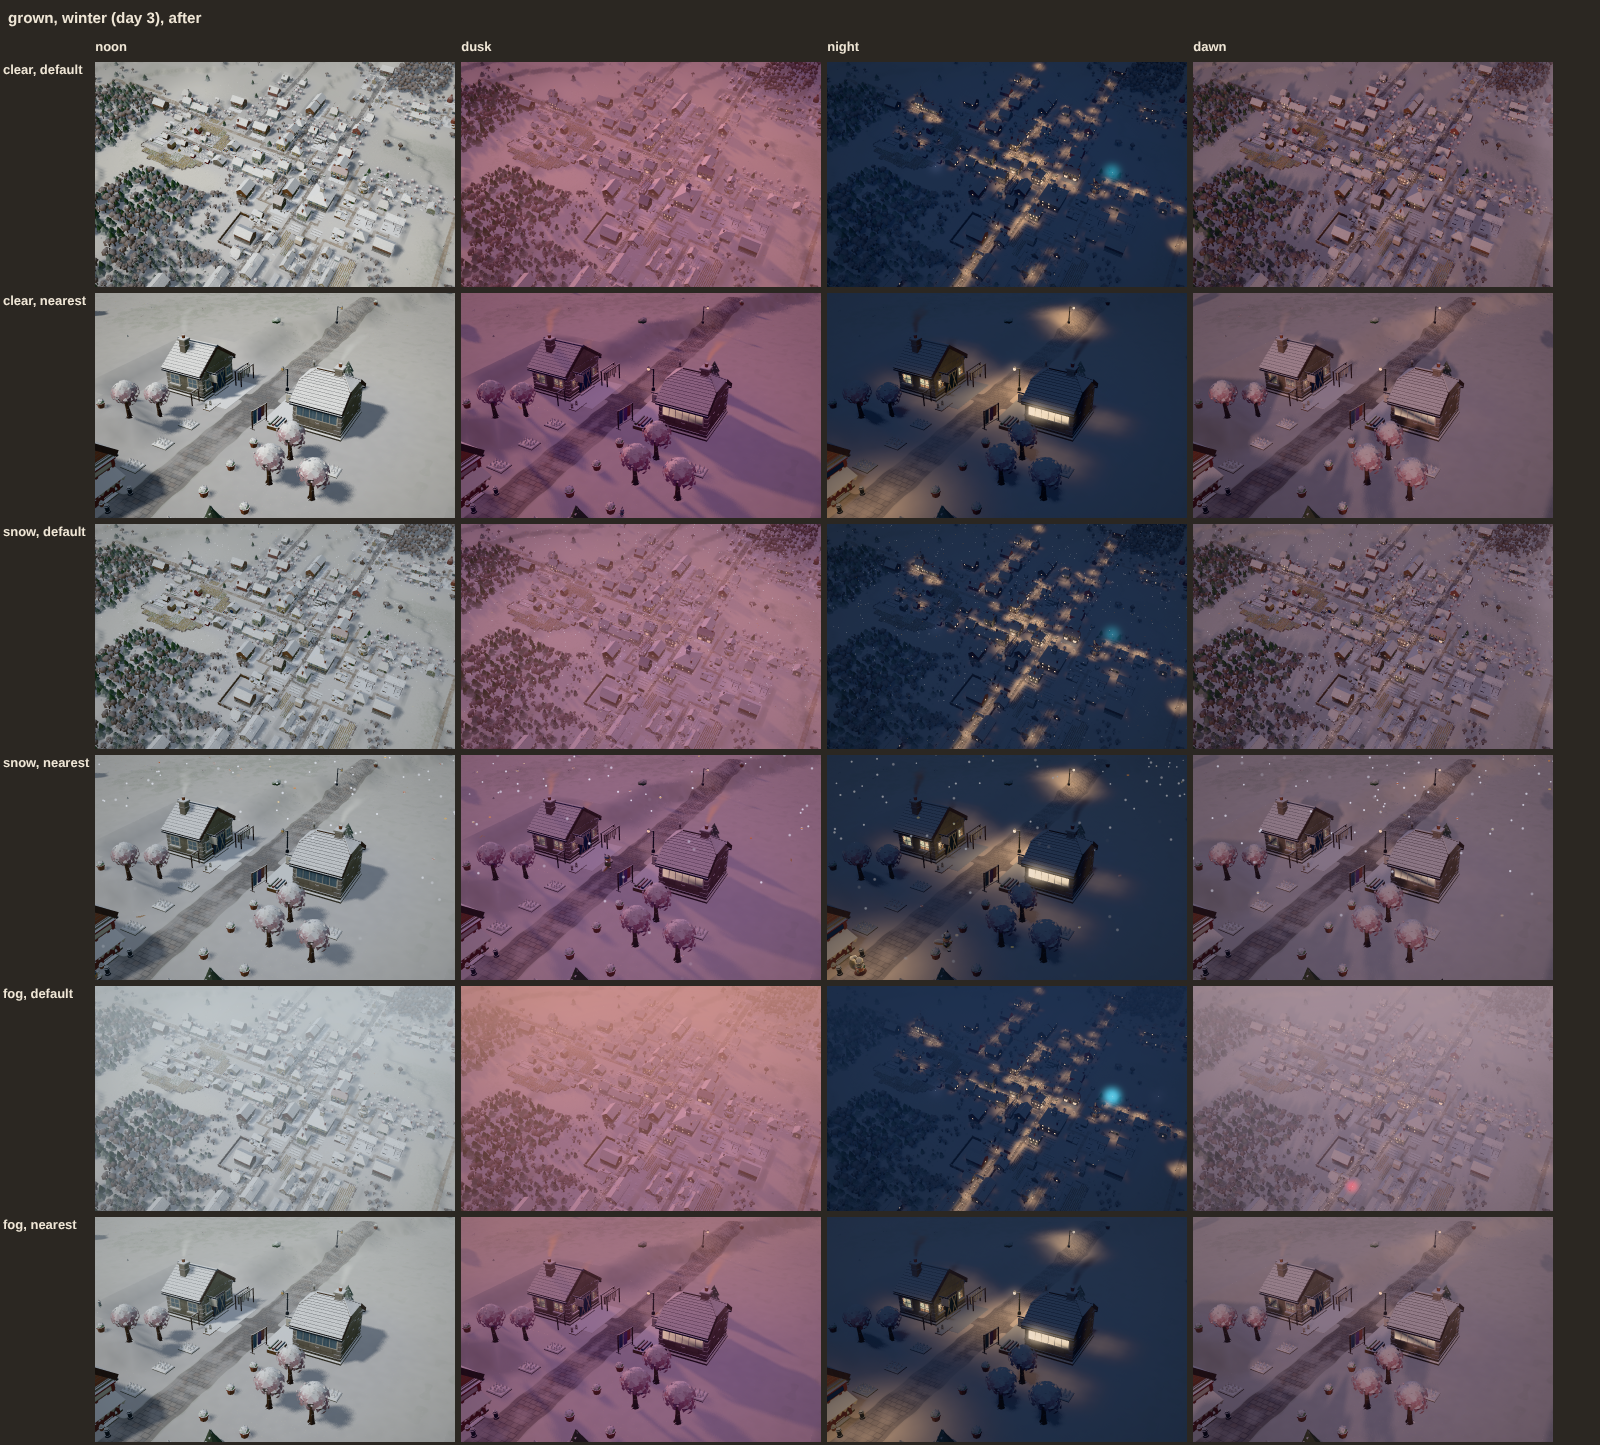 grown, winter (day 3), after
noon dusk night dawn
clear, default
clear, nearest
snow, default
snow, nearest
fog, default
fog, nearest